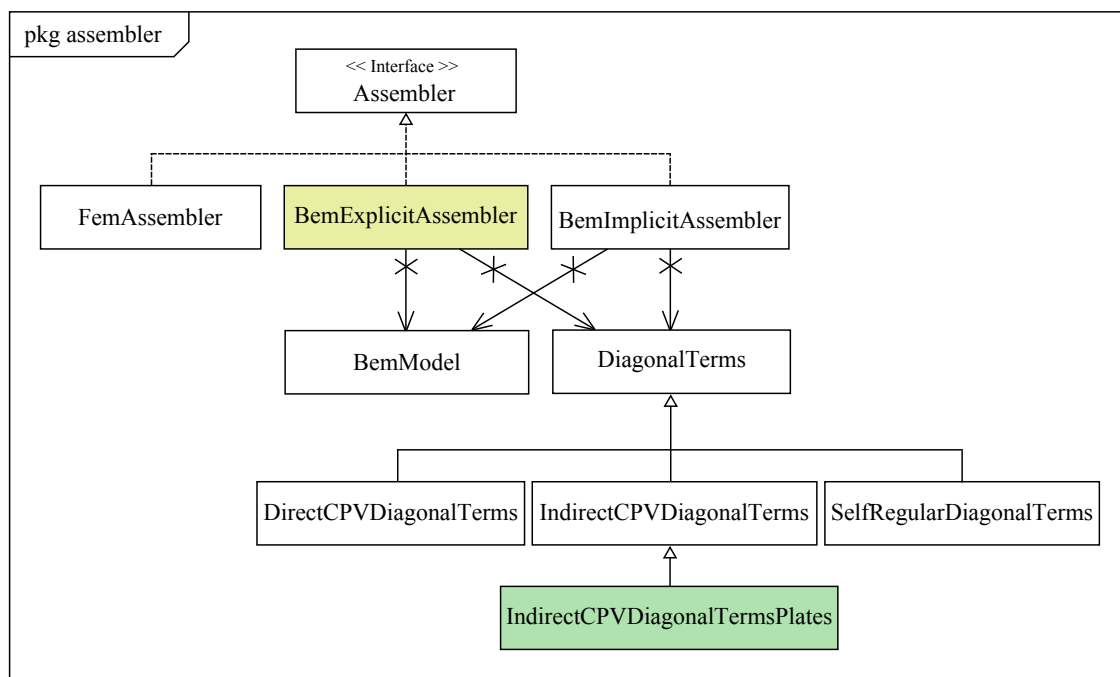 pkg assembler
<< Interface >>
Assembler
FemAssembler
BemExplicitAssembler
BemImplicitAssembler
BemModel
DiagonalTerms
DirectCPVDiagonalTerms
IndirectCPVDiagonalTerms
SelfRegularDiagonalTerms
IndirectCPVDiagonalTermsPlates